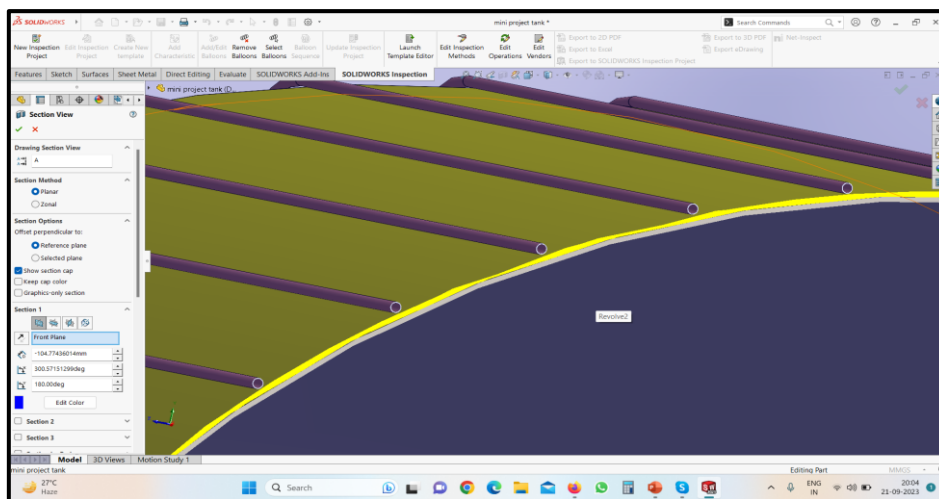 SOLIDWORKS
mini project tank *
Search Commands
New Inspection Project
Edit Inspection Project
Create New template
Add Characteristic
Add/Edit Balloons
Remove Balloons
Select Balloons
Balloon Sequence
Update Inspection Project
Launch Template Editor
Edit Inspection Methods
Edit Operations
Edit Vendors
Export to 2D PDF
Export to Excel
Export to SOLIDWORKS Inspection Project
Export to 3D PDF
Export eDrawing
Net-Inspect
Features
Sketch
Surfaces
Sheet Metal
Direct Editing
Evaluate
SOLIDWORKS Add-Ins
SOLIDWORKS Inspection
mini project tank
Section View
Drawing Section View
A
Section Method
Planar
Zonal
Section Options
Offset perpendicular to:
Reference plane
Selected plane
Show section cap
Keep cap color
Graphics-only section
Section 1
Front Plane
-104.77436014mm
300.57151299deg
180.00deg
Edit Color
Section 2
Section 3
Revolve2
Model
3D Views
Motion Study 1
mini project tank
Editing Part
MMGS
27°C
Haze
Search
ENG
IN
20:04
21-09-2023